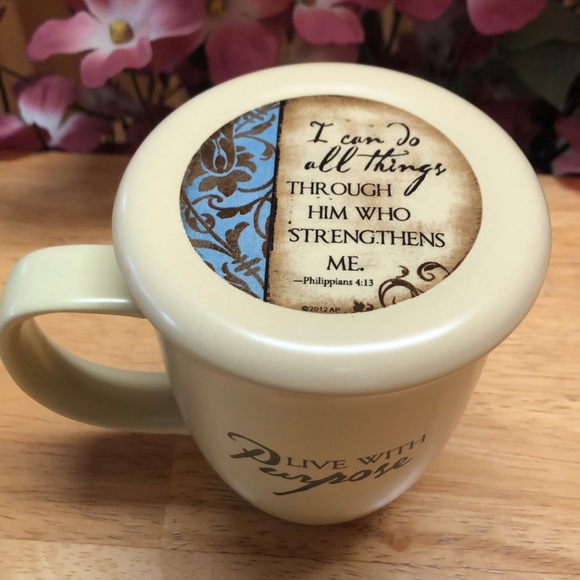 I can do
all things
THROUGH
HIM WHO
STRENGTHENS
ME.
—Philippians 4:13
©2012 AP
LIVE WITH
Purpose